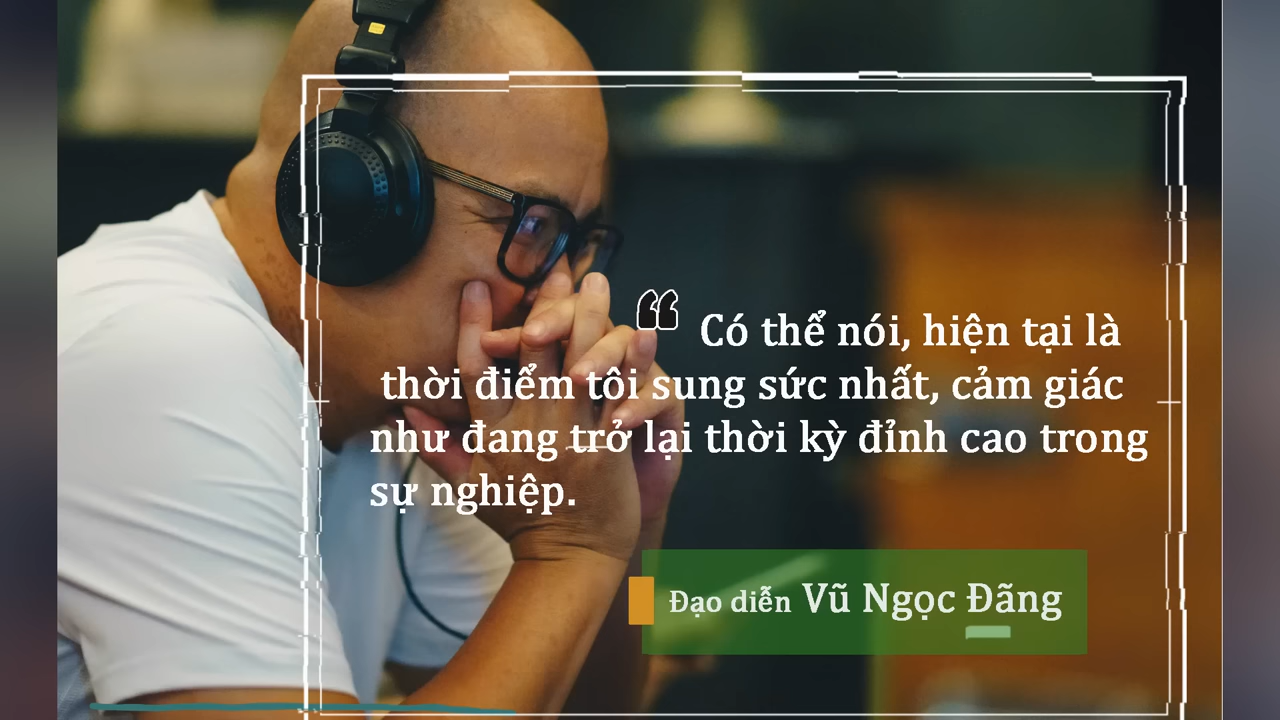 “ Có thể nói, hiện tại là
thời điểm tôi sung sức nhất, cảm giác
như đang trở lại thời kỳ đỉnh cao trong
sự nghiệp.
Đạo diễn Vũ Ngọc Đãng